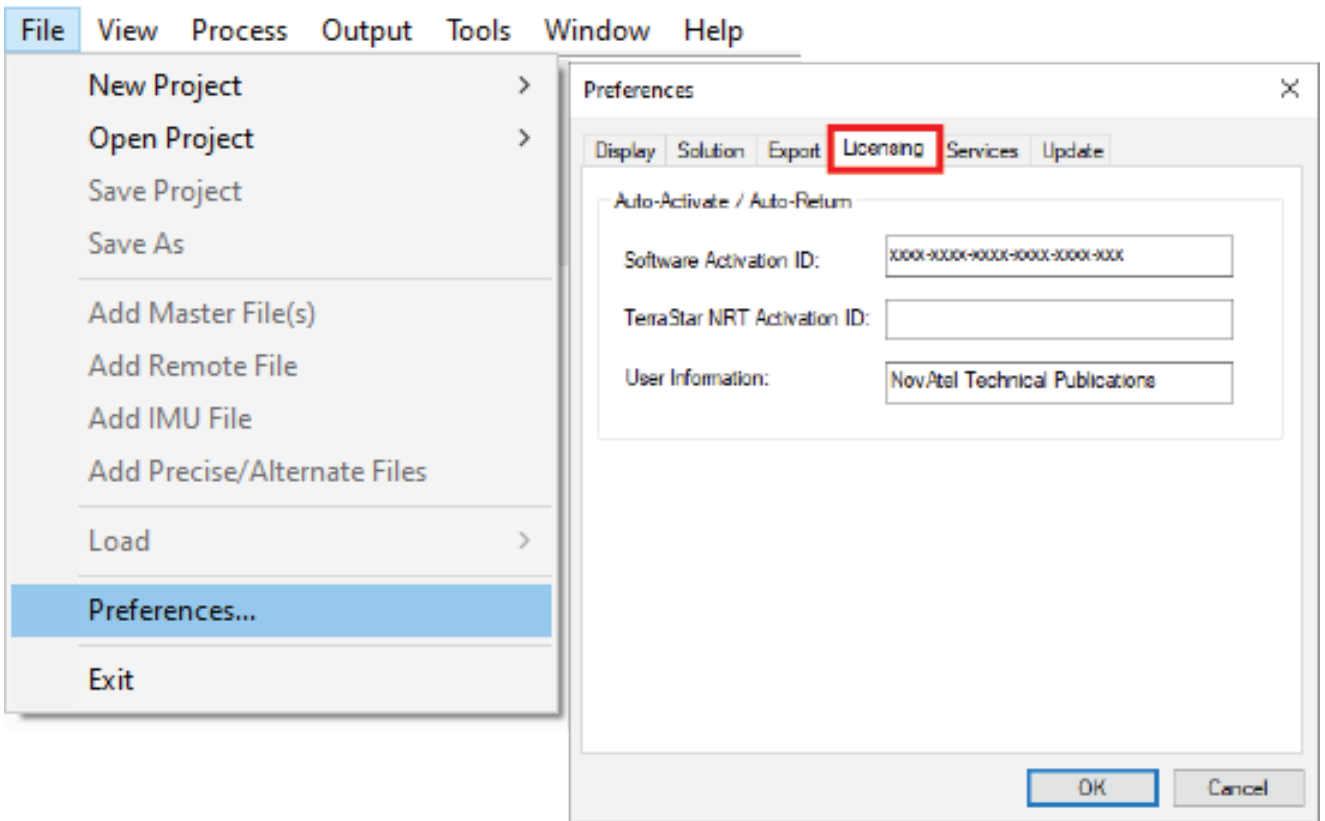 File View Process Output Tools Window Help
New Project
Open Project
Save Project
Save As
Add Master File(s)
Add Remote File
Add IMU File
Add Precise/Alternate Files
Load
Preferences...
Exit
Preferences
Display Solution Export Licensing Services Update
Auto-Activate / Auto-Return
Software Activation ID: xxxx-xxxx-xxxx-xxxx-xxxx-xxx
TerraStar NRT Activation ID:
User Information: NovAtel Technical Publications
OK Cancel